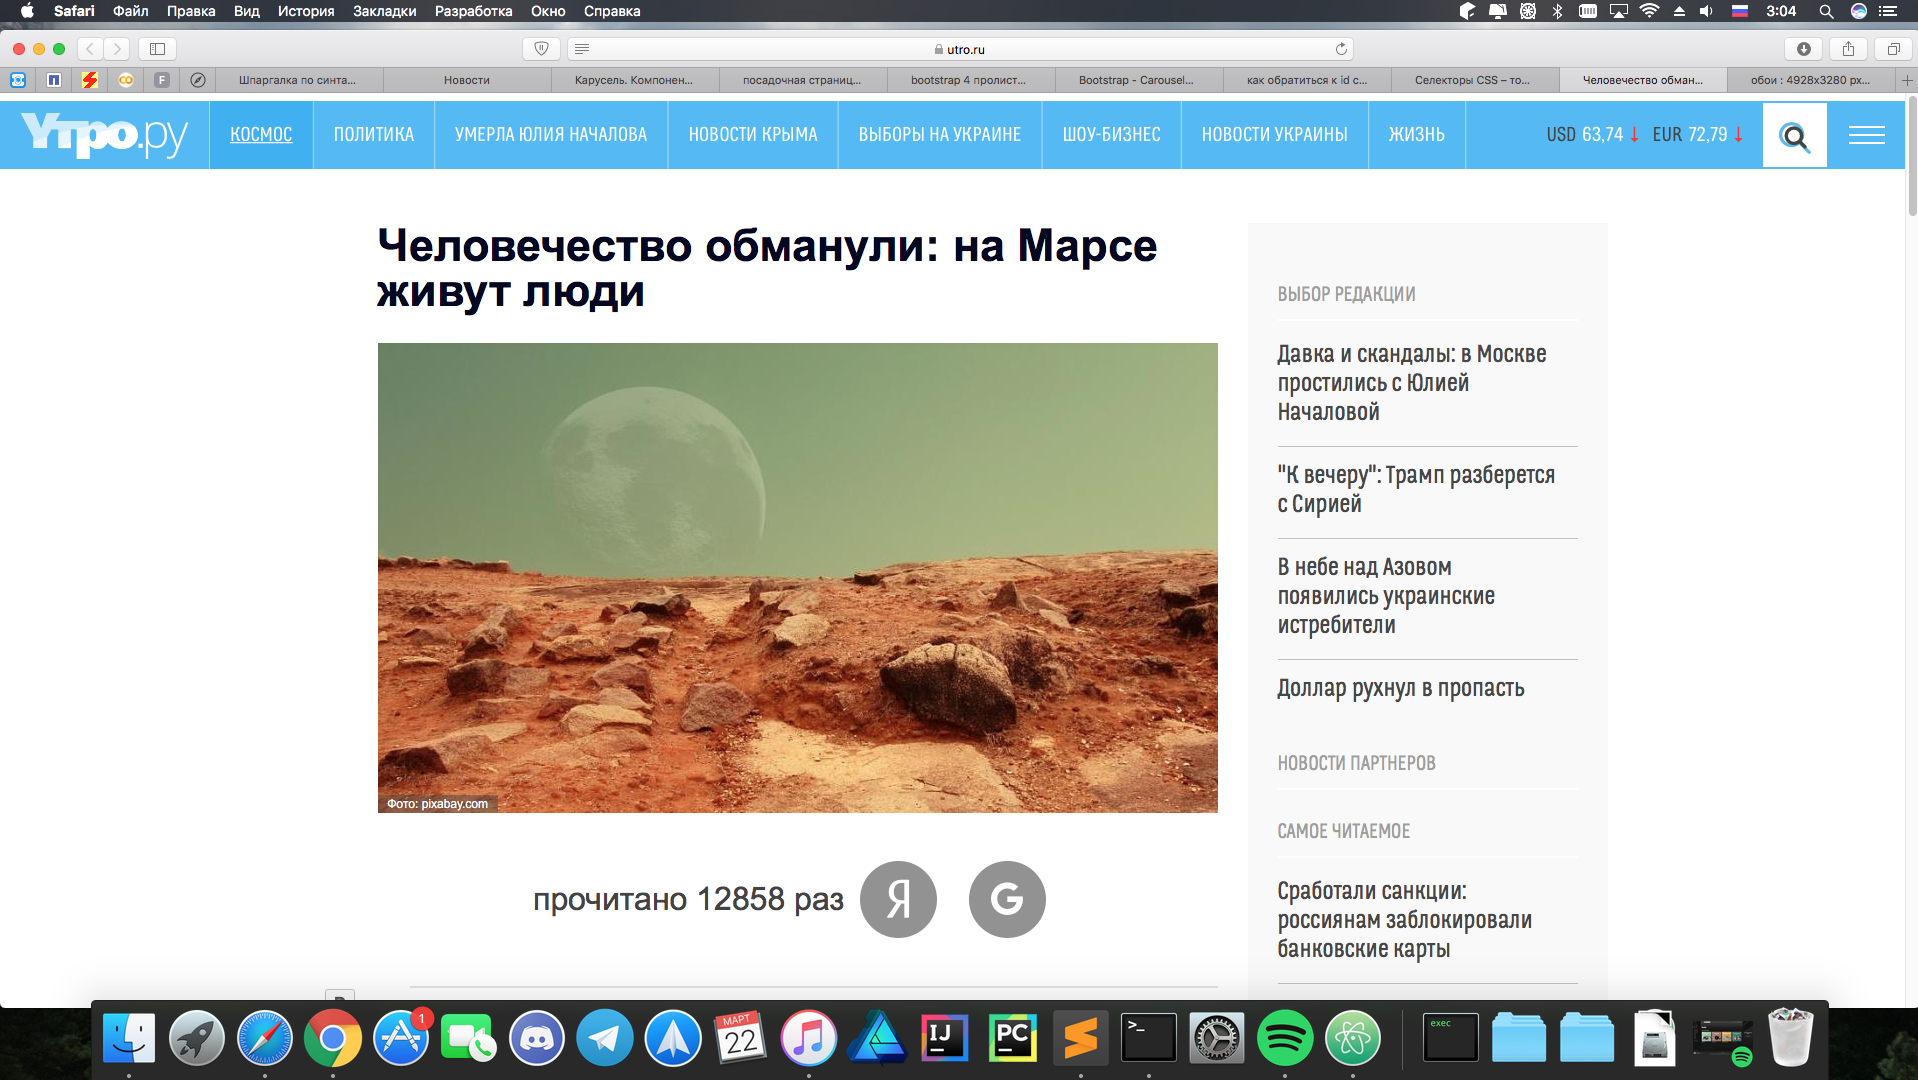 Safari Файл Правка Вид История Закладки Разработка Окно Справка 3:04
utro.ru
F Шпаргалка по синта... Новости Карусель. Компонен... посадочная страниц... bootstrap 4 пролист... Bootstrap - Carousel... как обратиться к id с... Селекторы CSS – то... Человечество обман... обои : 4928x3280 px...
Утро.ру КОСМОС ПОЛИТИКА УМЕРЛА ЮЛИЯ НАЧАЛОВА НОВОСТИ КРЫМА ВЫБОРЫ НА УКРАИНЕ ШОУ-БИЗНЕС НОВОСТИ УКРАИНЫ ЖИЗНЬ USD 63,74 ↓ EUR 72,79 ↓
Человечество обманули: на Марсе
живут люди
Фото: pixabay.com
прочитано 12858 раз Я G
ВЫБОР РЕДАКЦИИ
Давка и скандалы: в Москве
простились с Юлией
Началовой
"К вечеру": Трамп разберется
с Сирией
В небе над Азовом
появились украинские
истребители
Доллар рухнул в пропасть
НОВОСТИ ПАРТНЕРОВ
САМОЕ ЧИТАЕМОЕ
Сработали санкции:
россиянам заблокировали
банковские карты
1
МАРТ
22
IJ
PC
>_
exec